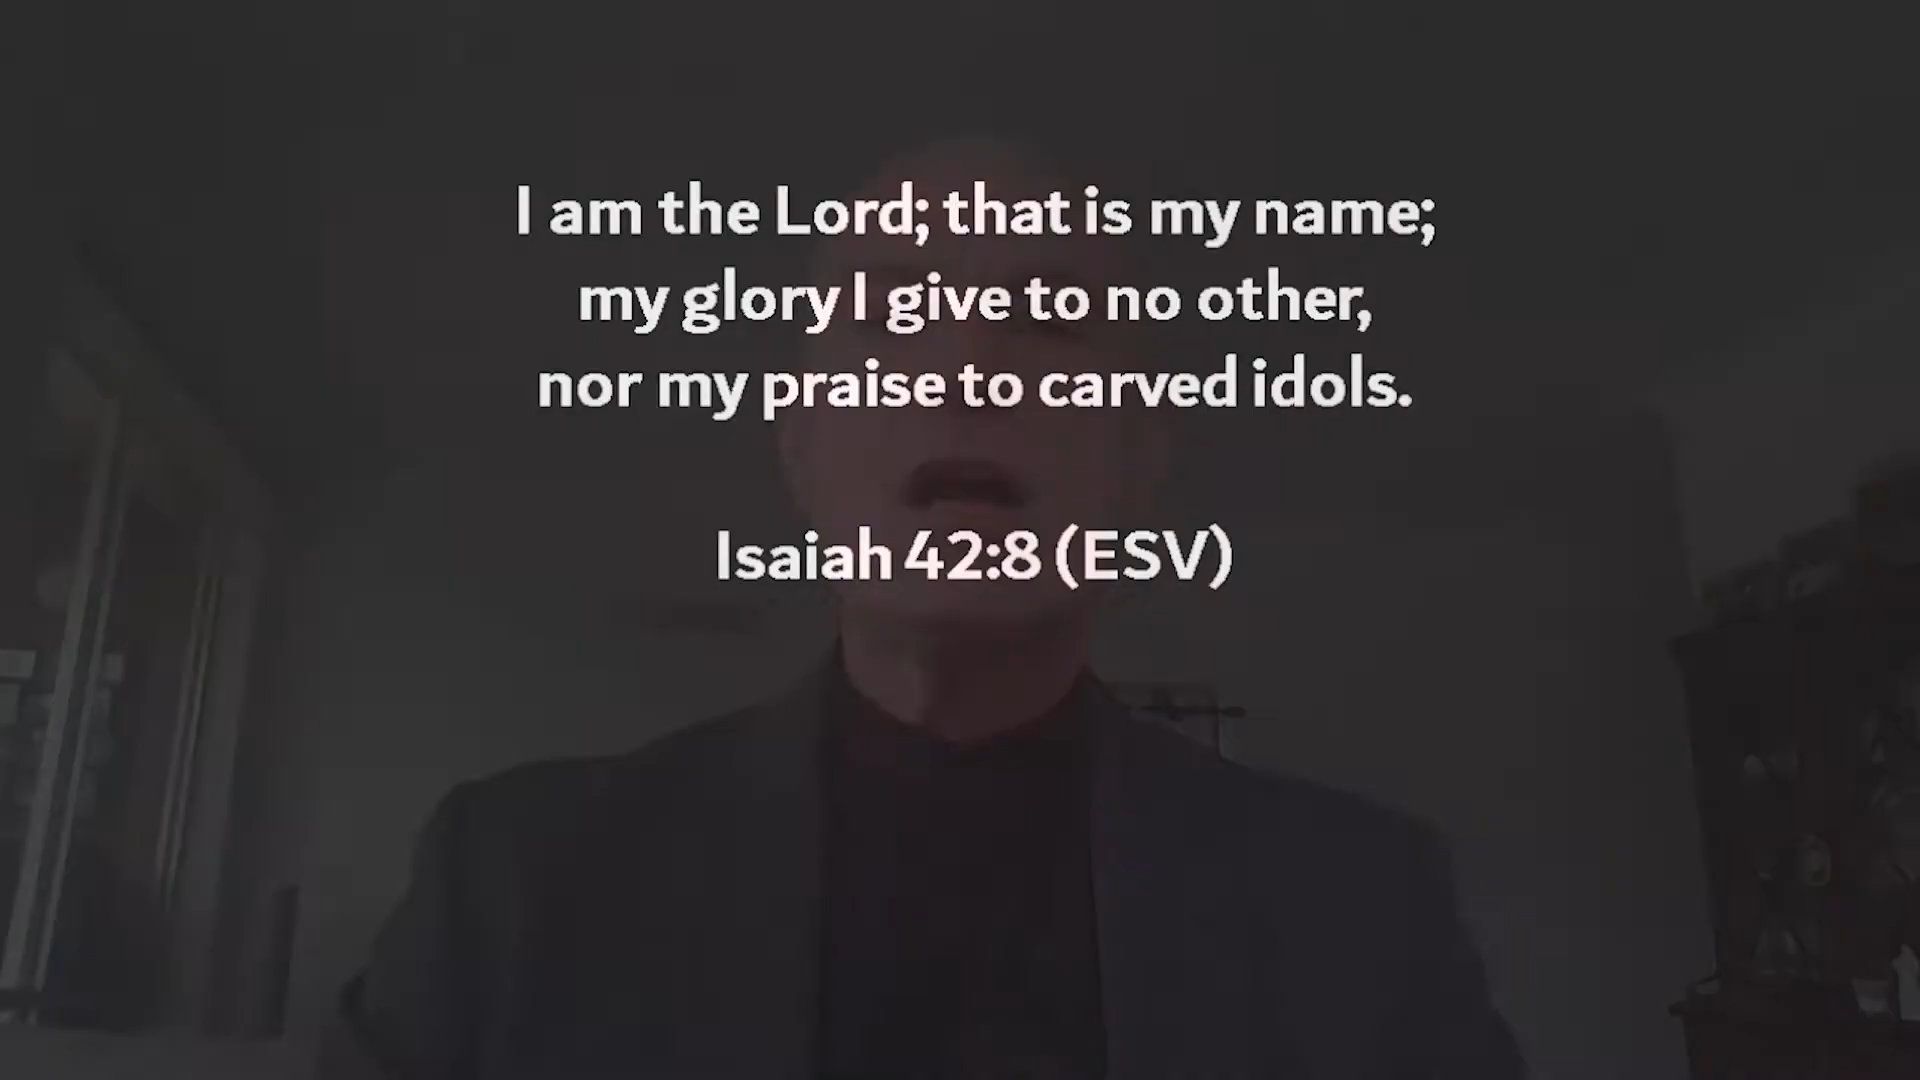 I am the Lord; that is my name;
my glory I give to no other,
nor my praise to carved idols.
Isaiah 42:8 (ESV)